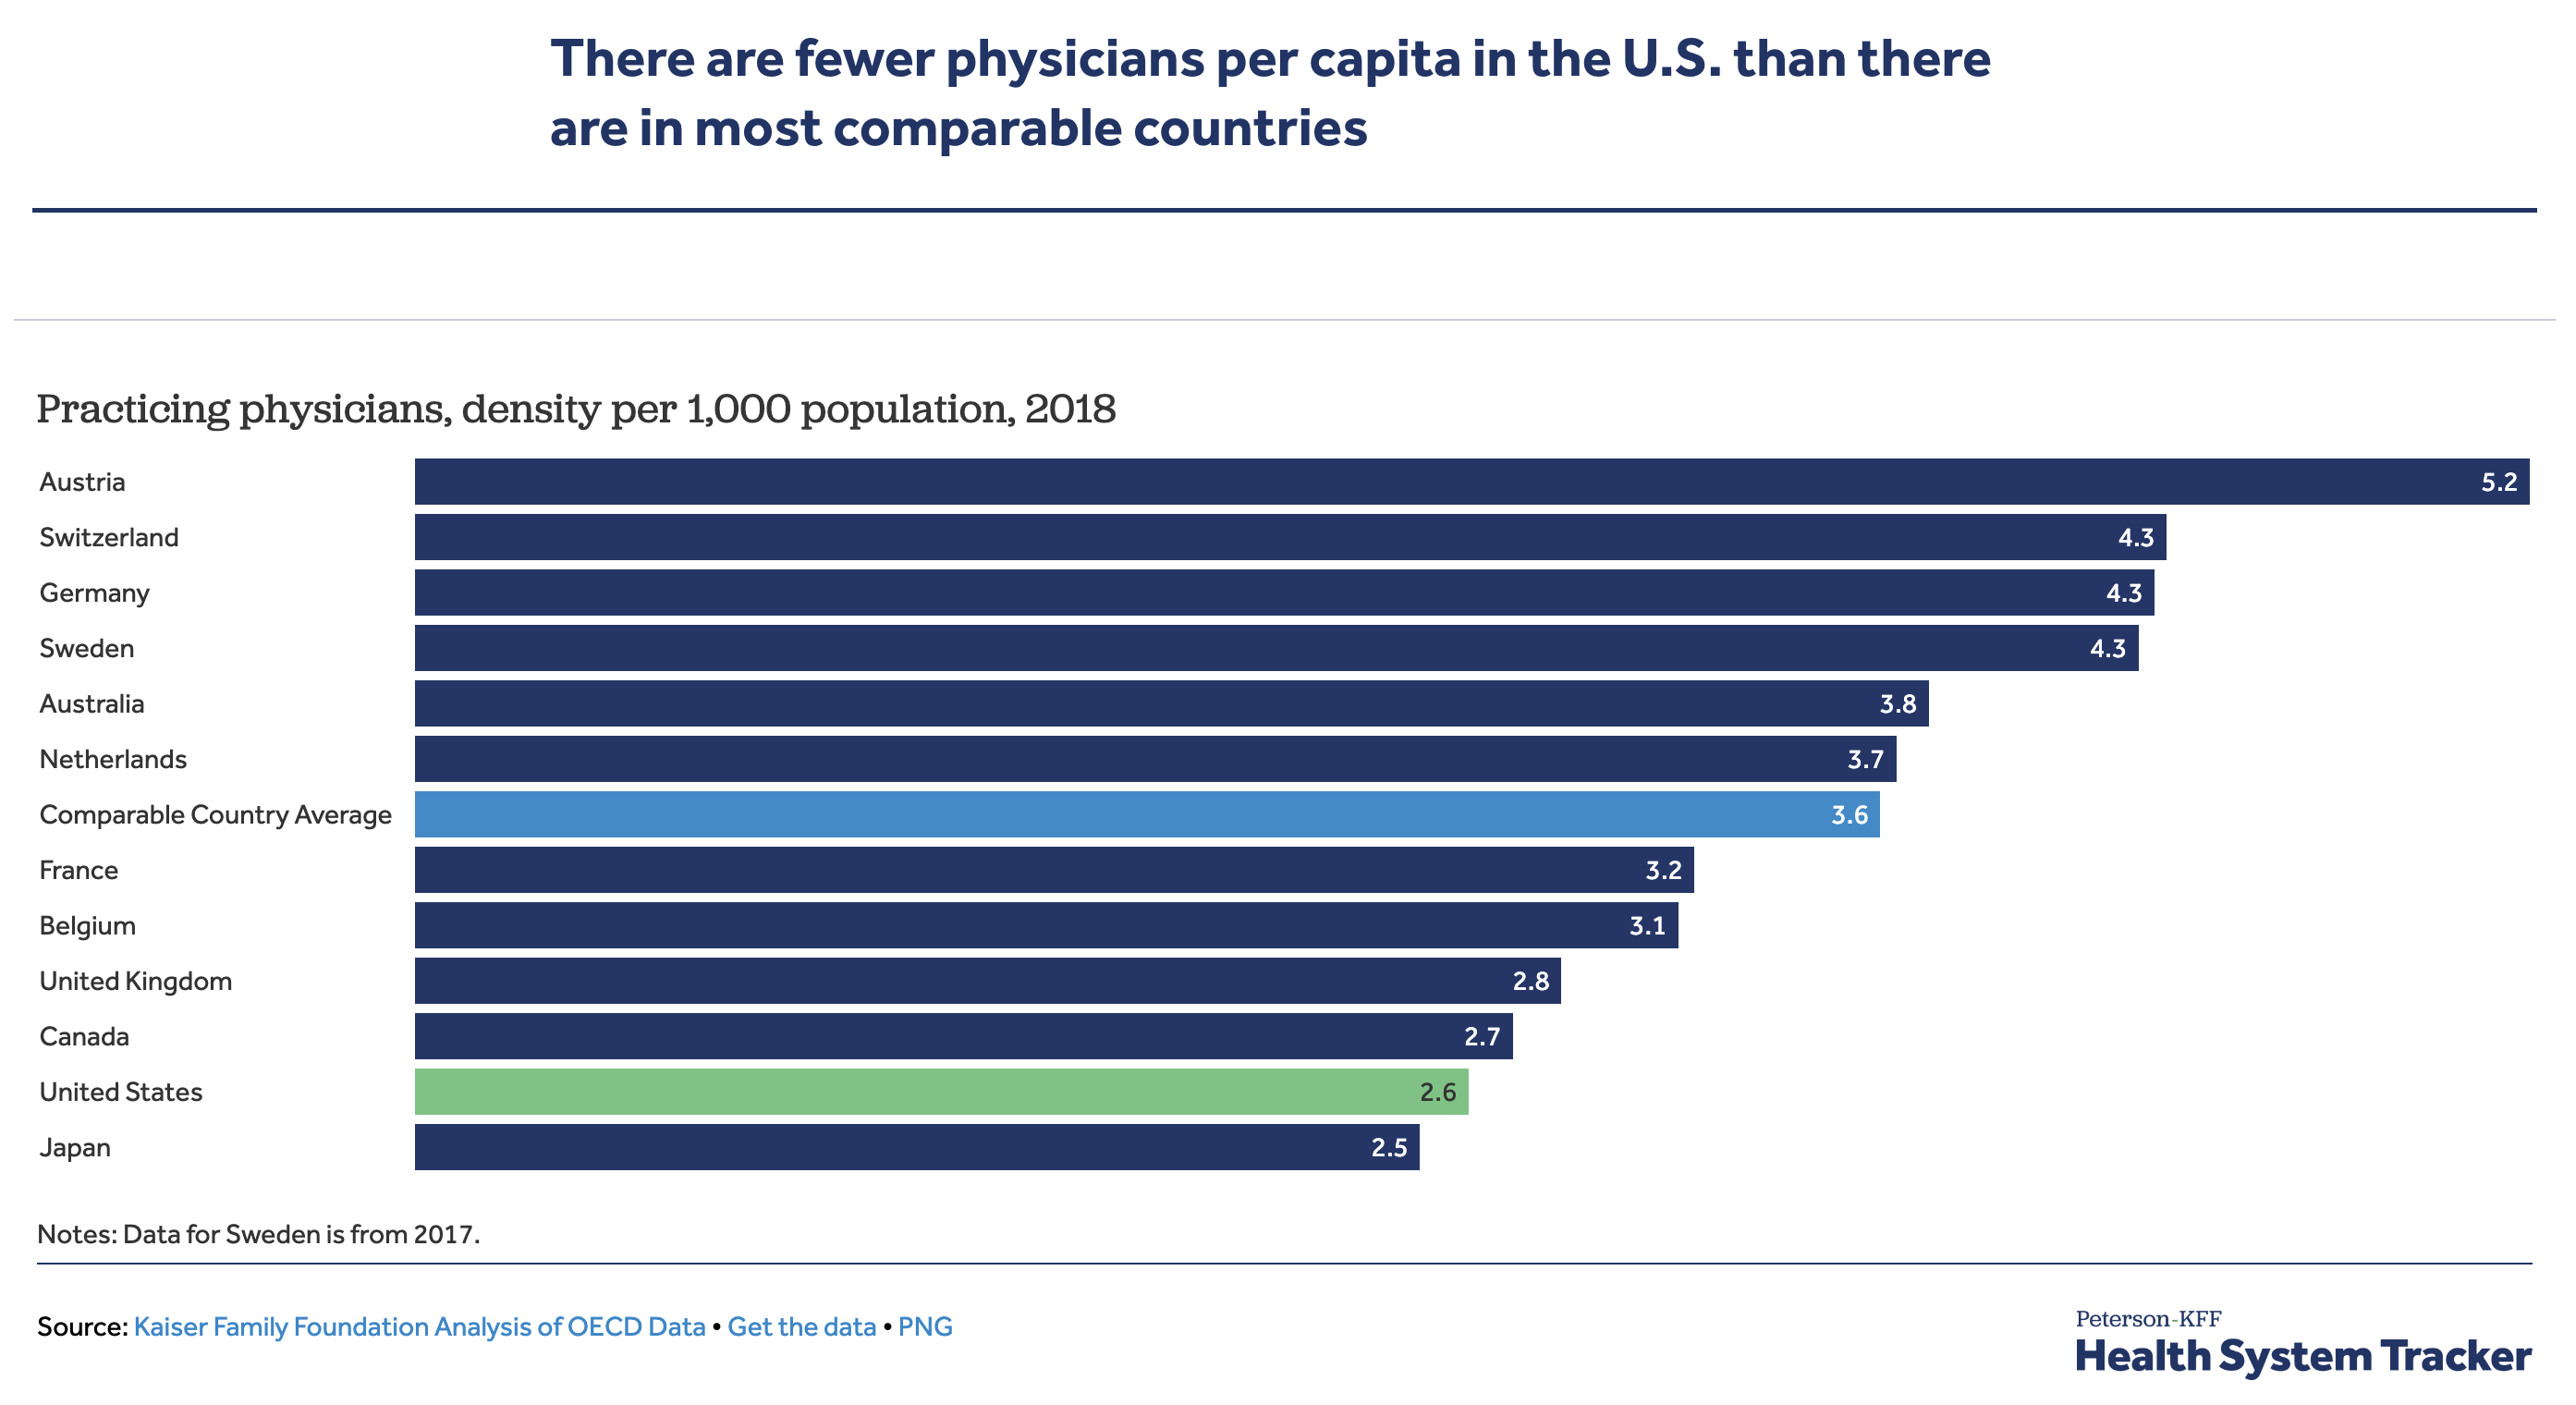 There are fewer physicians per capita in the U.S. than there
are in most comparable countries
Practicing physicians, density per 1,000 population, 2018
Austria 5.2
Switzerland 4.3
Germany 4.3
Sweden 4.3
Australia 3.8
Netherlands 3.7
Comparable Country Average 3.6
France 3.2
Belgium 3.1
United Kingdom 2.8
Canada 2.7
United States 2.6
Japan 2.5
Notes: Data for Sweden is from 2017.
Source: Kaiser Family Foundation Analysis of OECD Data • Get the data • PNG
Peterson-KFF
Health System Tracker